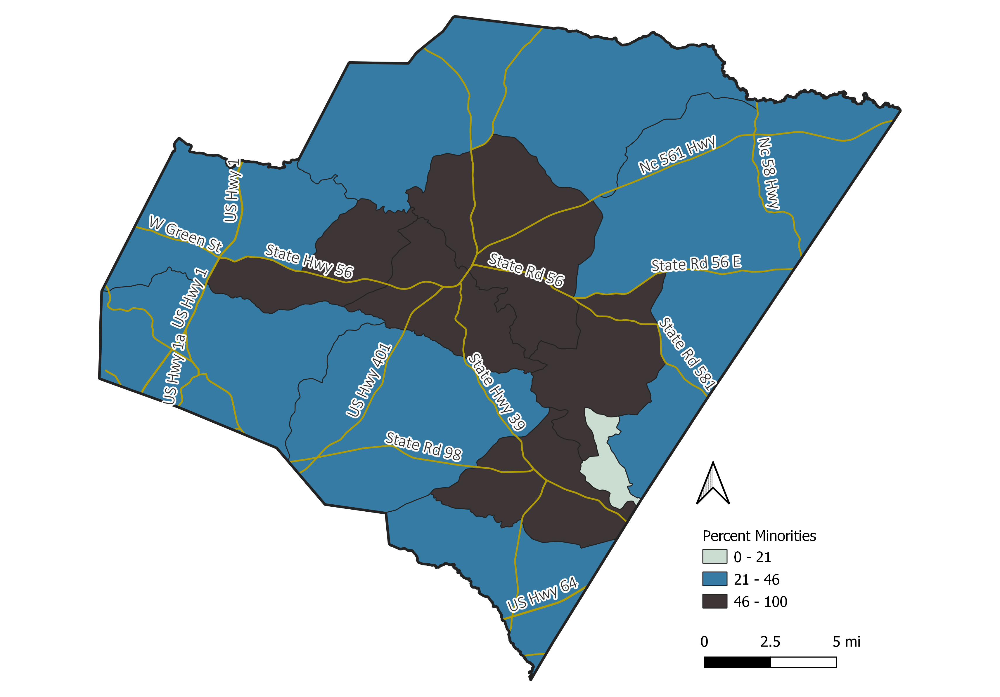 US Hwy 1
Nc 561 Hwy
Nc 58 Hwy
W Green St
State Hwy 56
State Rd 56
State Rd 56 E
US Hwy 1
US Hwy 1a
State Rd 581
US Hwy 401
State Hwy 39
State Rd 98
US Hwy 64
Percent Minorities
0 - 21
21 - 46
46 - 100
0 2.5 5 mi